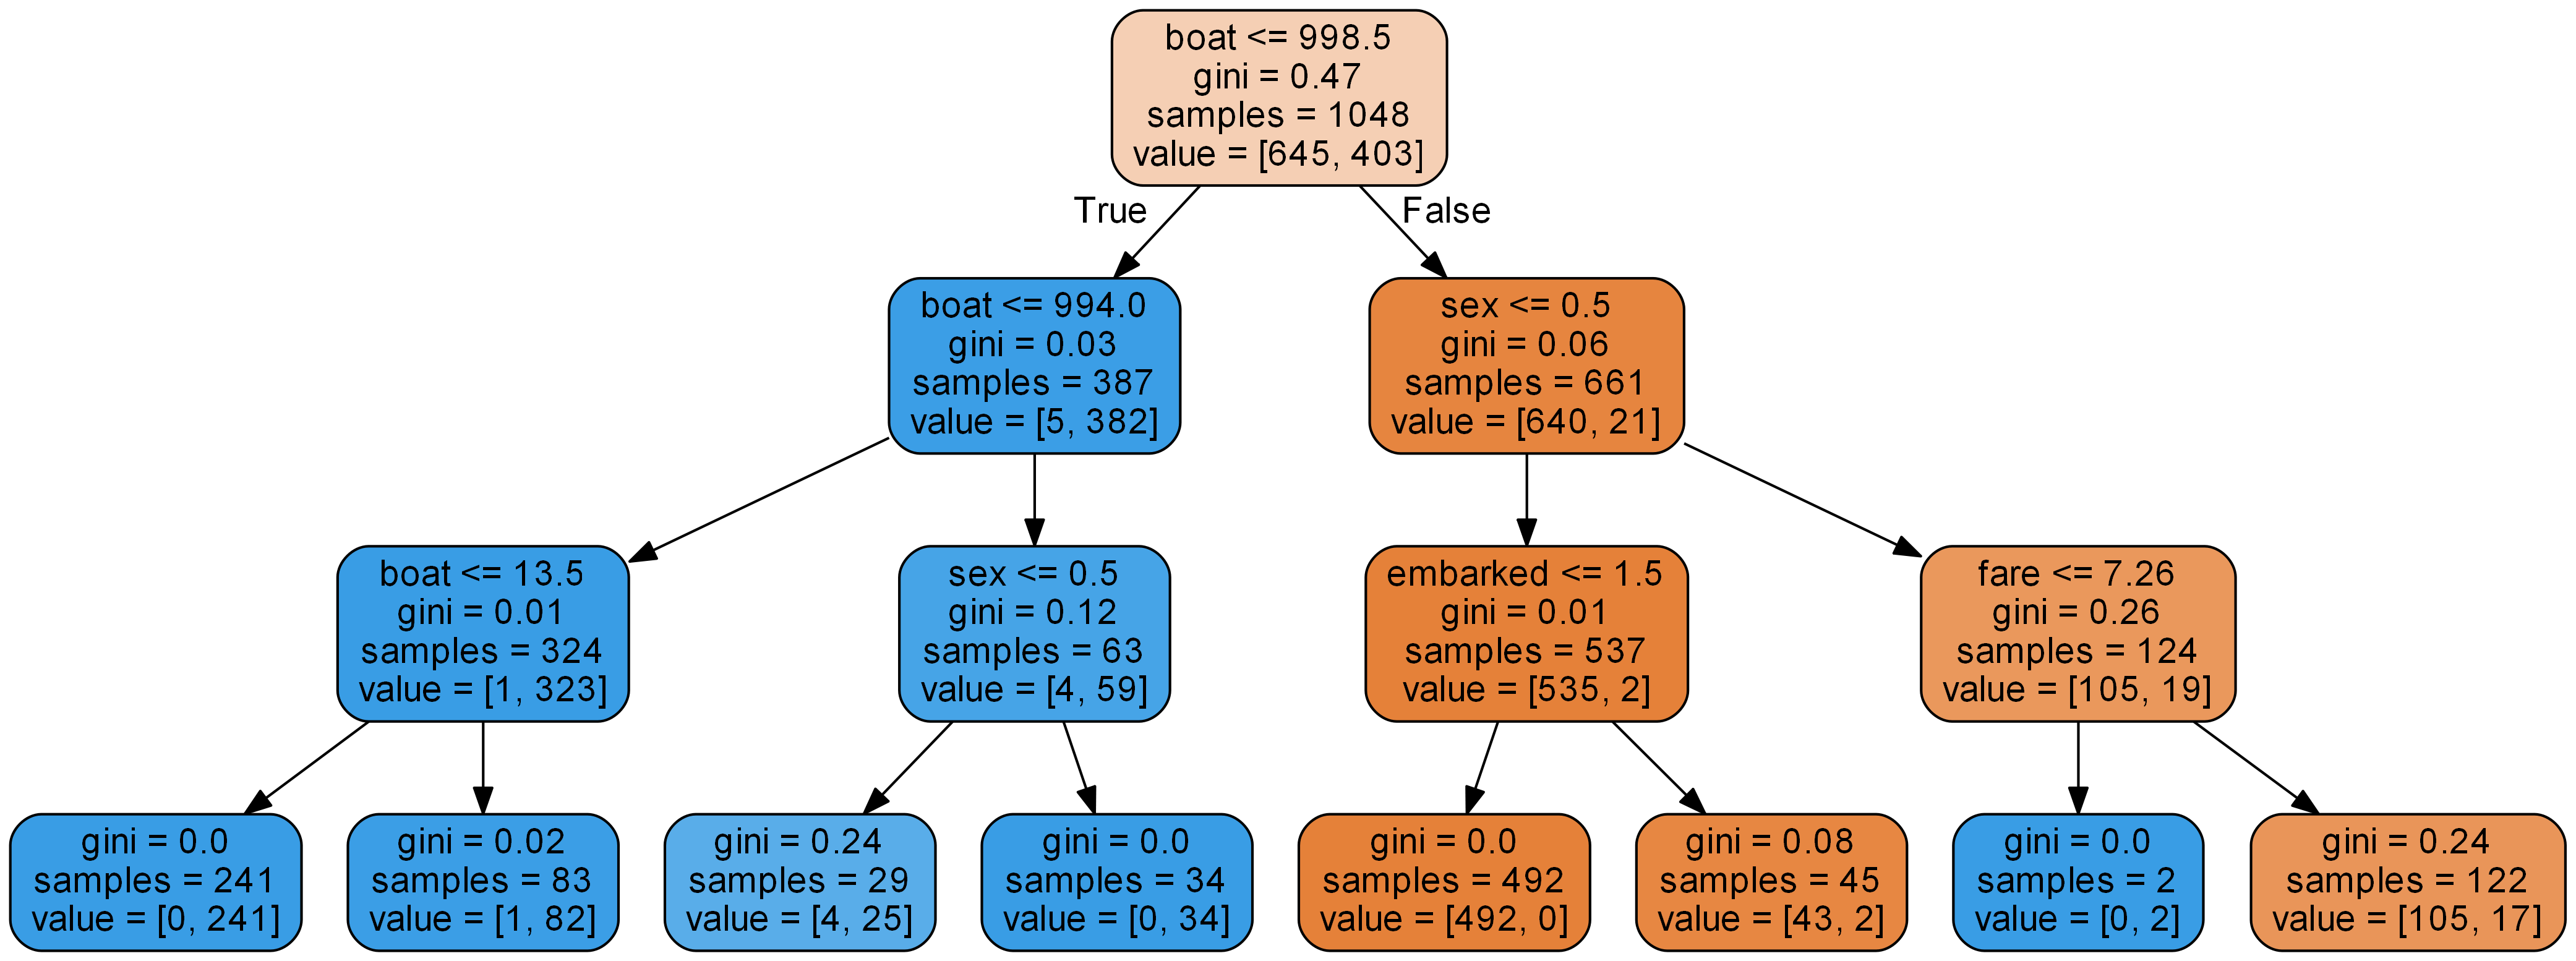 boat <= 998.5
gini = 0.47
samples = 1048
value = [645, 403]
True
False
boat <= 994.0
gini = 0.03
samples = 387
value = [5, 382]
sex <= 0.5
gini = 0.06
samples = 661
value = [640, 21]
boat <= 13.5
gini = 0.01
samples = 324
value = [1, 323]
sex <= 0.5
gini = 0.12
samples = 63
value = [4, 59]
embarked <= 1.5
gini = 0.01
samples = 537
value = [535, 2]
fare <= 7.26
gini = 0.26
samples = 124
value = [105, 19]
gini = 0.0
samples = 241
value = [0, 241]
gini = 0.02
samples = 83
value = [1, 82]
gini = 0.24
samples = 29
value = [4, 25]
gini = 0.0
samples = 34
value = [0, 34]
gini = 0.0
samples = 492
value = [492, 0]
gini = 0.08
samples = 45
value = [43, 2]
gini = 0.0
samples = 2
value = [0, 2]
gini = 0.24
samples = 122
value = [105, 17]